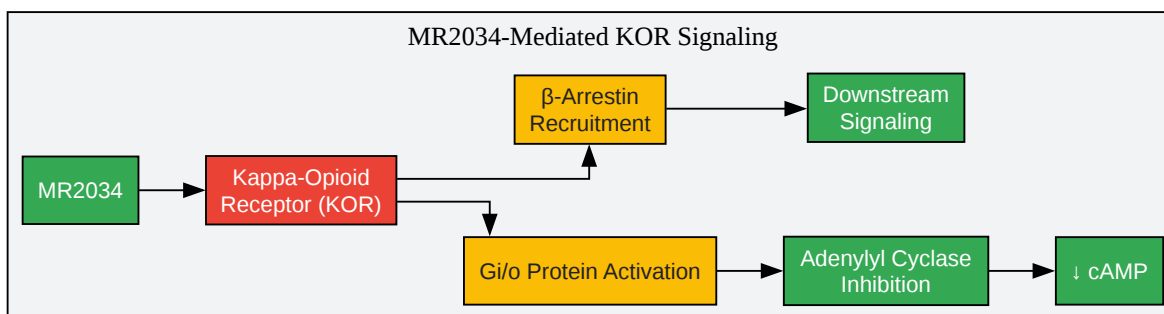 MR2034-Mediated KOR Signaling
β-Arrestin
Recruitment
Downstream
Signaling
MR2034
Kappa-Opioid
Receptor (KOR)
Gi/o Protein Activation
Adenylyl Cyclase
Inhibition
↓ cAMP